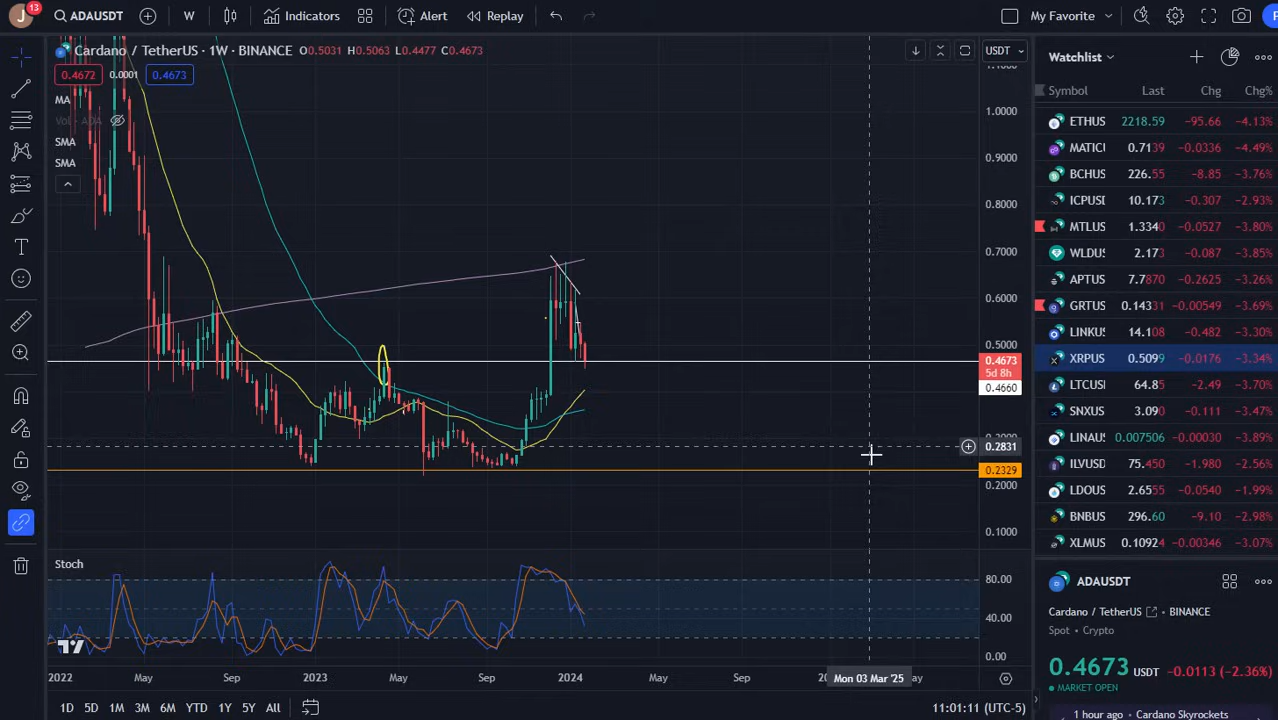 J 13 ADAUSDT W Indicators Alert Replay My Favorite
Cardano / TetherUS · 1W · BINANCE O0.5031 H0.5063 L0.4477 C0.4673
0.4672 0.0001 0.4673
MA
Vol · ADA
SMA
SMA
USDT
1.0000
0.9000
0.8000
0.7000
0.6000
0.5000
0.4673
5d 8h
0.4660
0.2831
0.2329
0.2000
0.1000
Stoch
80.00
40.00
0.00
2022 May Sep 2023 May Sep 2024 May Sep Mon 03 Mar '25
1D 5D 1M 3M 6M YTD 1Y 5Y All 11:01:11 (UTC-5)
Watchlist
Symbol Last Chg Chg%
ETHUS 2218.59 -95.66 -4.13%
MATICI 0.7139 -0.0336 -4.49%
BCHUS 226.55 -8.85 -3.76%
ICPUSI 10.173 -0.307 -2.93%
MTLUS 1.3340 -0.0527 -3.80%
WLDUS 2.173 -0.087 -3.85%
APTUS 7.7870 -0.2625 -3.26%
GRTUS 0.14331 -0.00549 -3.69%
LINKUS 14.108 -0.482 -3.30%
XRPUS 0.5099 -0.0176 -3.34%
LTCUS 64.85 -2.49 -3.70%
SNXUS 3.090 -0.111 -3.47%
LINAUS 0.007506 -0.00030 -3.89%
ILVUSD 75.450 -1.980 -2.56%
LDOUS 2.6555 -0.0540 -1.99%
BNBUS 296.60 -9.10 -2.98%
XLMUS 0.10924 -0.00346 -3.07%
ADAUSDT
Cardano / TetherUS BINANCE
Spot • Crypto
0.4673 USDT -0.0113 (-2.36%)
MARKET OPEN
1 hour ago · Cardano Skyrockets